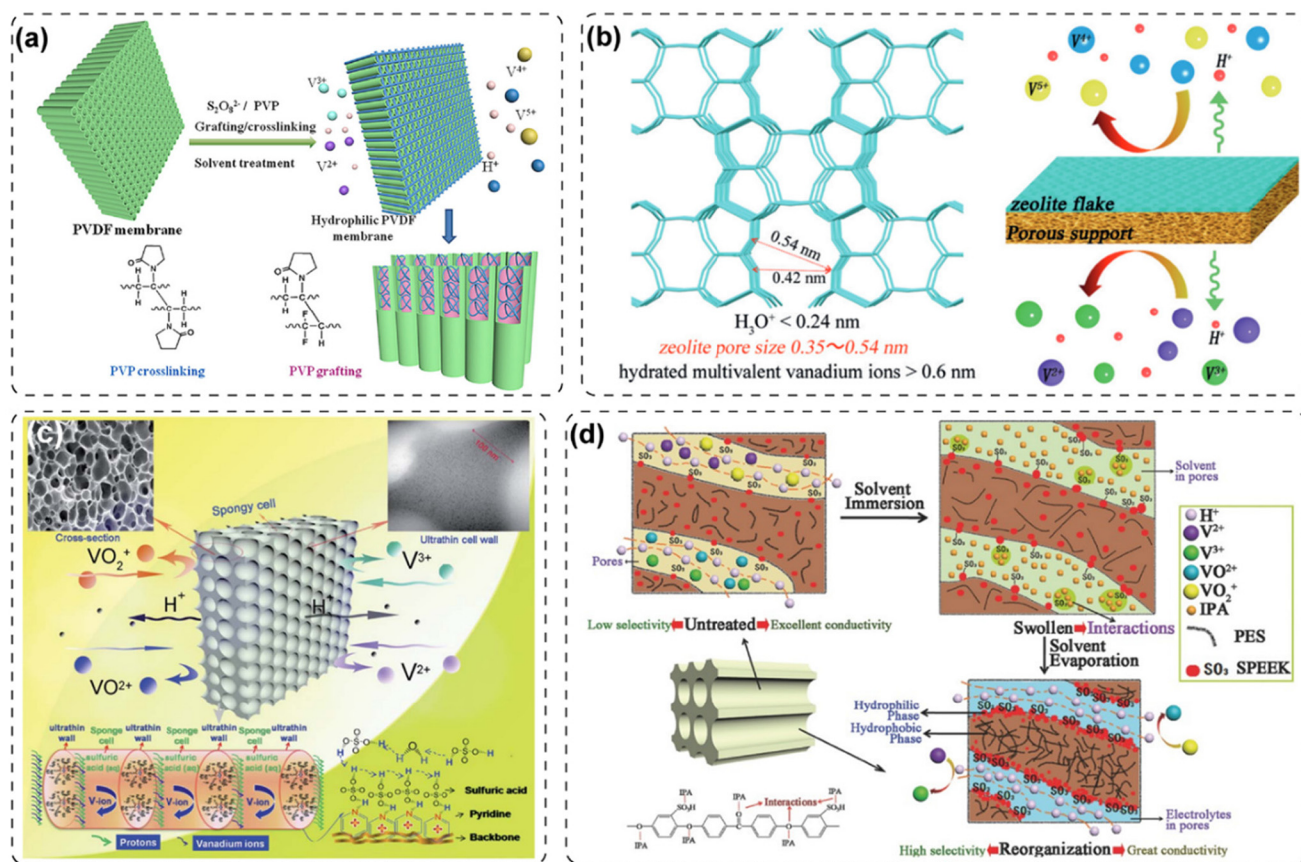 (a)
S₂O₈²⁻/ PVP
Grafting/crosslinking
Solvent treatment
PVDF membrane
V³⁺
V²⁺
V⁴⁺
V⁵⁺
H⁺
Hydrophilic PVDF
membrane
O
N
H
C
F
PVP crosslinking
PVP grafting
(b)
0.54 nm
0.42 nm
H₃O⁺ < 0.24 nm
zeolite pore size 0.35～0.54 nm
hydrated multivalent vanadium ions > 0.6 nm
V⁴⁺
V⁵⁺
H⁺
zeolite flake
Porous support
H⁺
V²⁺
V³⁺
(c)
Cross-section
Spongy cell
Ultrathin cell wall
VO₂⁺
V³⁺
H⁺
H⁺
VO²⁺
V²⁺
ultrathin wall
Sponge cell
ultrathin wall
Sponge cell
ultrathin wall
Sponge cell
ultrathin wall
sulfuric acid (aq)
sulfuric acid (aq)
sulfuric acid (aq)
V-ion
V-ion
V-ion
Protons
Vanadium ions
Sulfuric acid
Pyridine
Backbone
(d)
SO₃
Pores
Solvent
Immersion
Solvent
in pores
Low selectivity
Untreated
Excellent conductivity
Swollen
Interactions
Solvent
Evaporation
H⁺
V²⁺
V³⁺
VO²⁺
VO₂⁺
IPA
PES
SO₃ SPEEK
Hydrophilic
Phase
Hydrophobic
Phase
IPA
SO₃H
Interactions
IPA
SO₃H
IPA
IPA
IPA
Electrolytes
in pores
High selectivity
Reorganization
Great conductivity